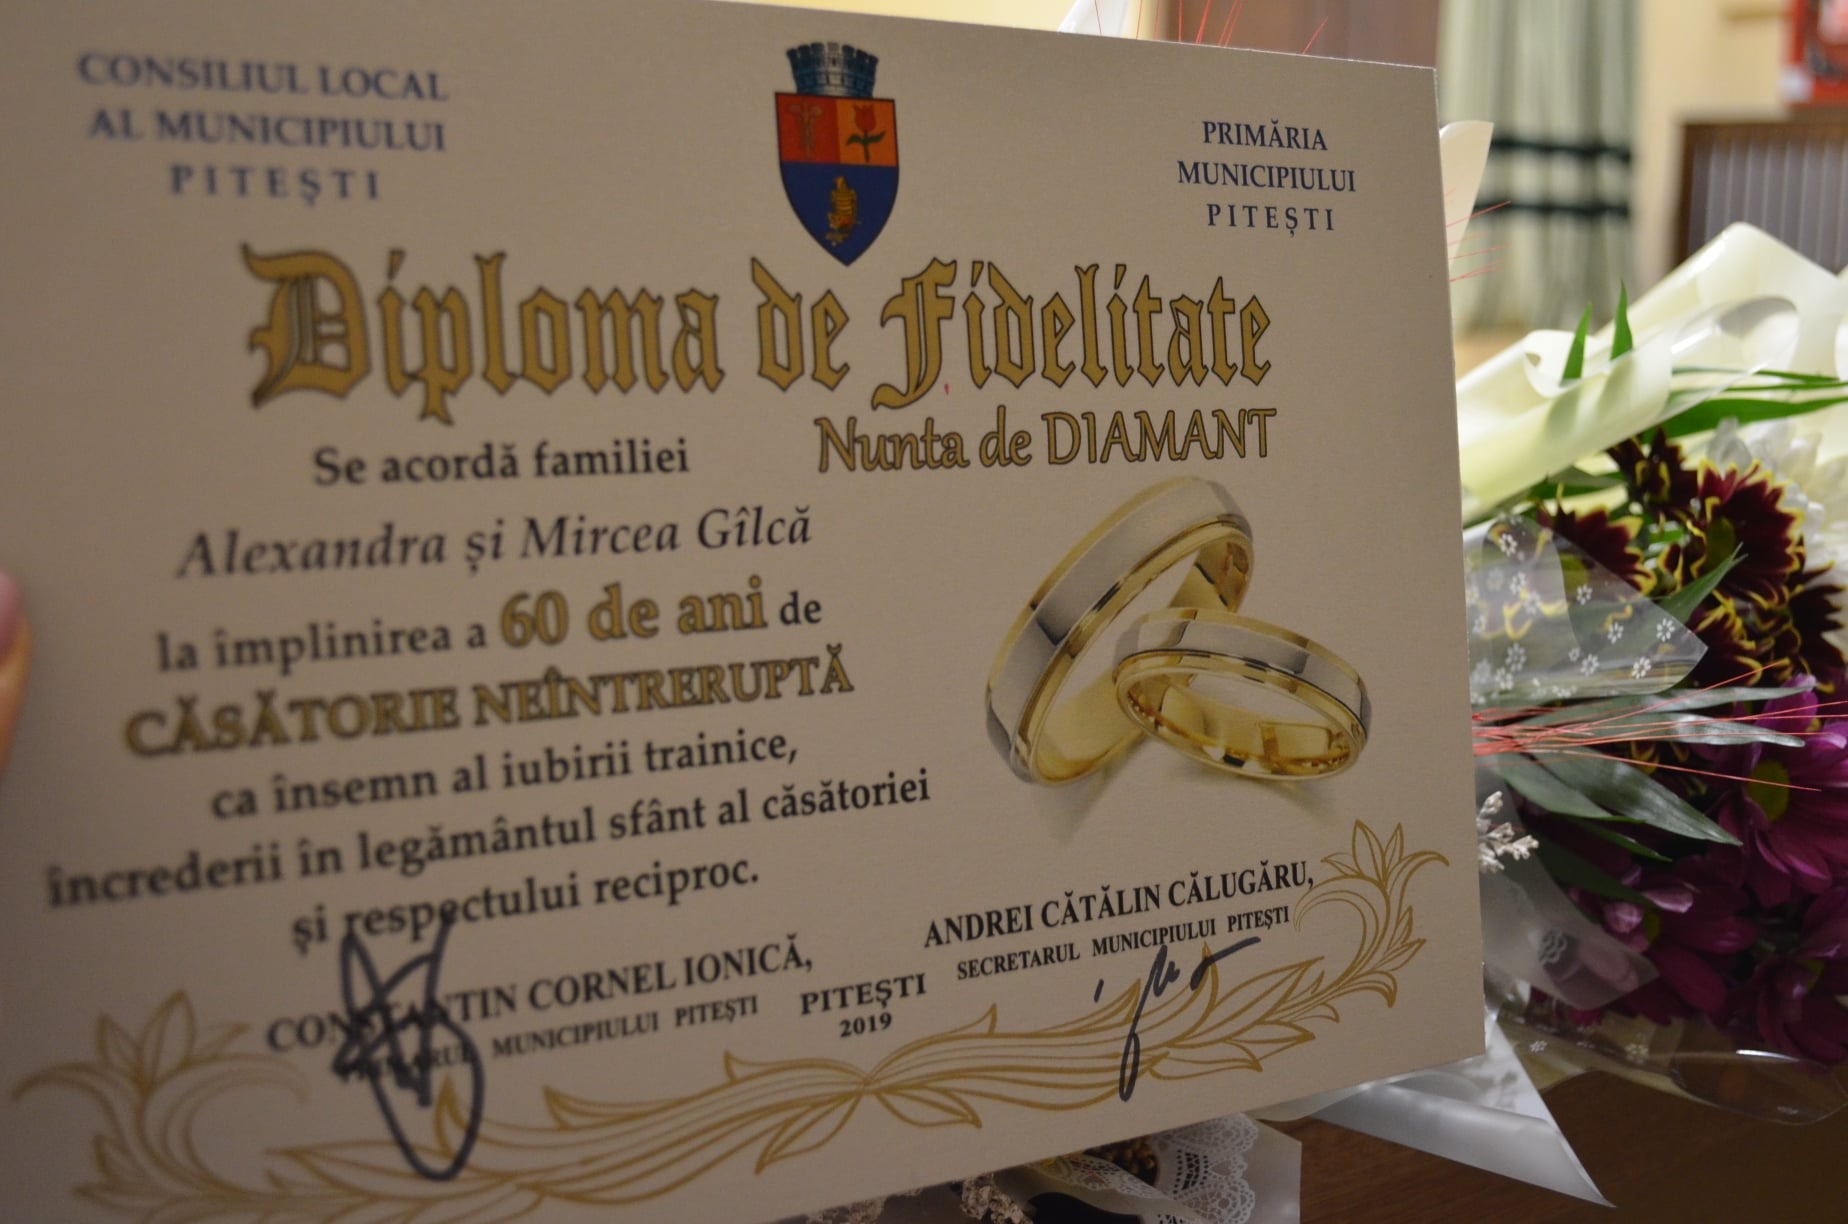 CONSILIUL LOCAL
AL MUNICIPIULUI
PITEȘTI
PRIMĂRIA
MUNICIPIULUI
PITEȘTI
Diploma de Fidelitate
Nunta de DIAMANT
Se acordă familiei
Alexandra și Mircea Gîlcă
la împlinirea a 60 de ani de
CĂSĂTORIE NEÎNTRERUPTĂ
ca însemn al iubirii trainice,
încrederii în legământul sfânt al căsătoriei
și respectului reciproc.
CONSTANTIN CORNEL IONICĂ,
MUNICIPIULUI PITEȘTI
PITEȘTI
2019
ANDREI CĂTĂLIN CĂLUGĂRU,
SECRETARUL MUNICIPIULUI PITEȘTI